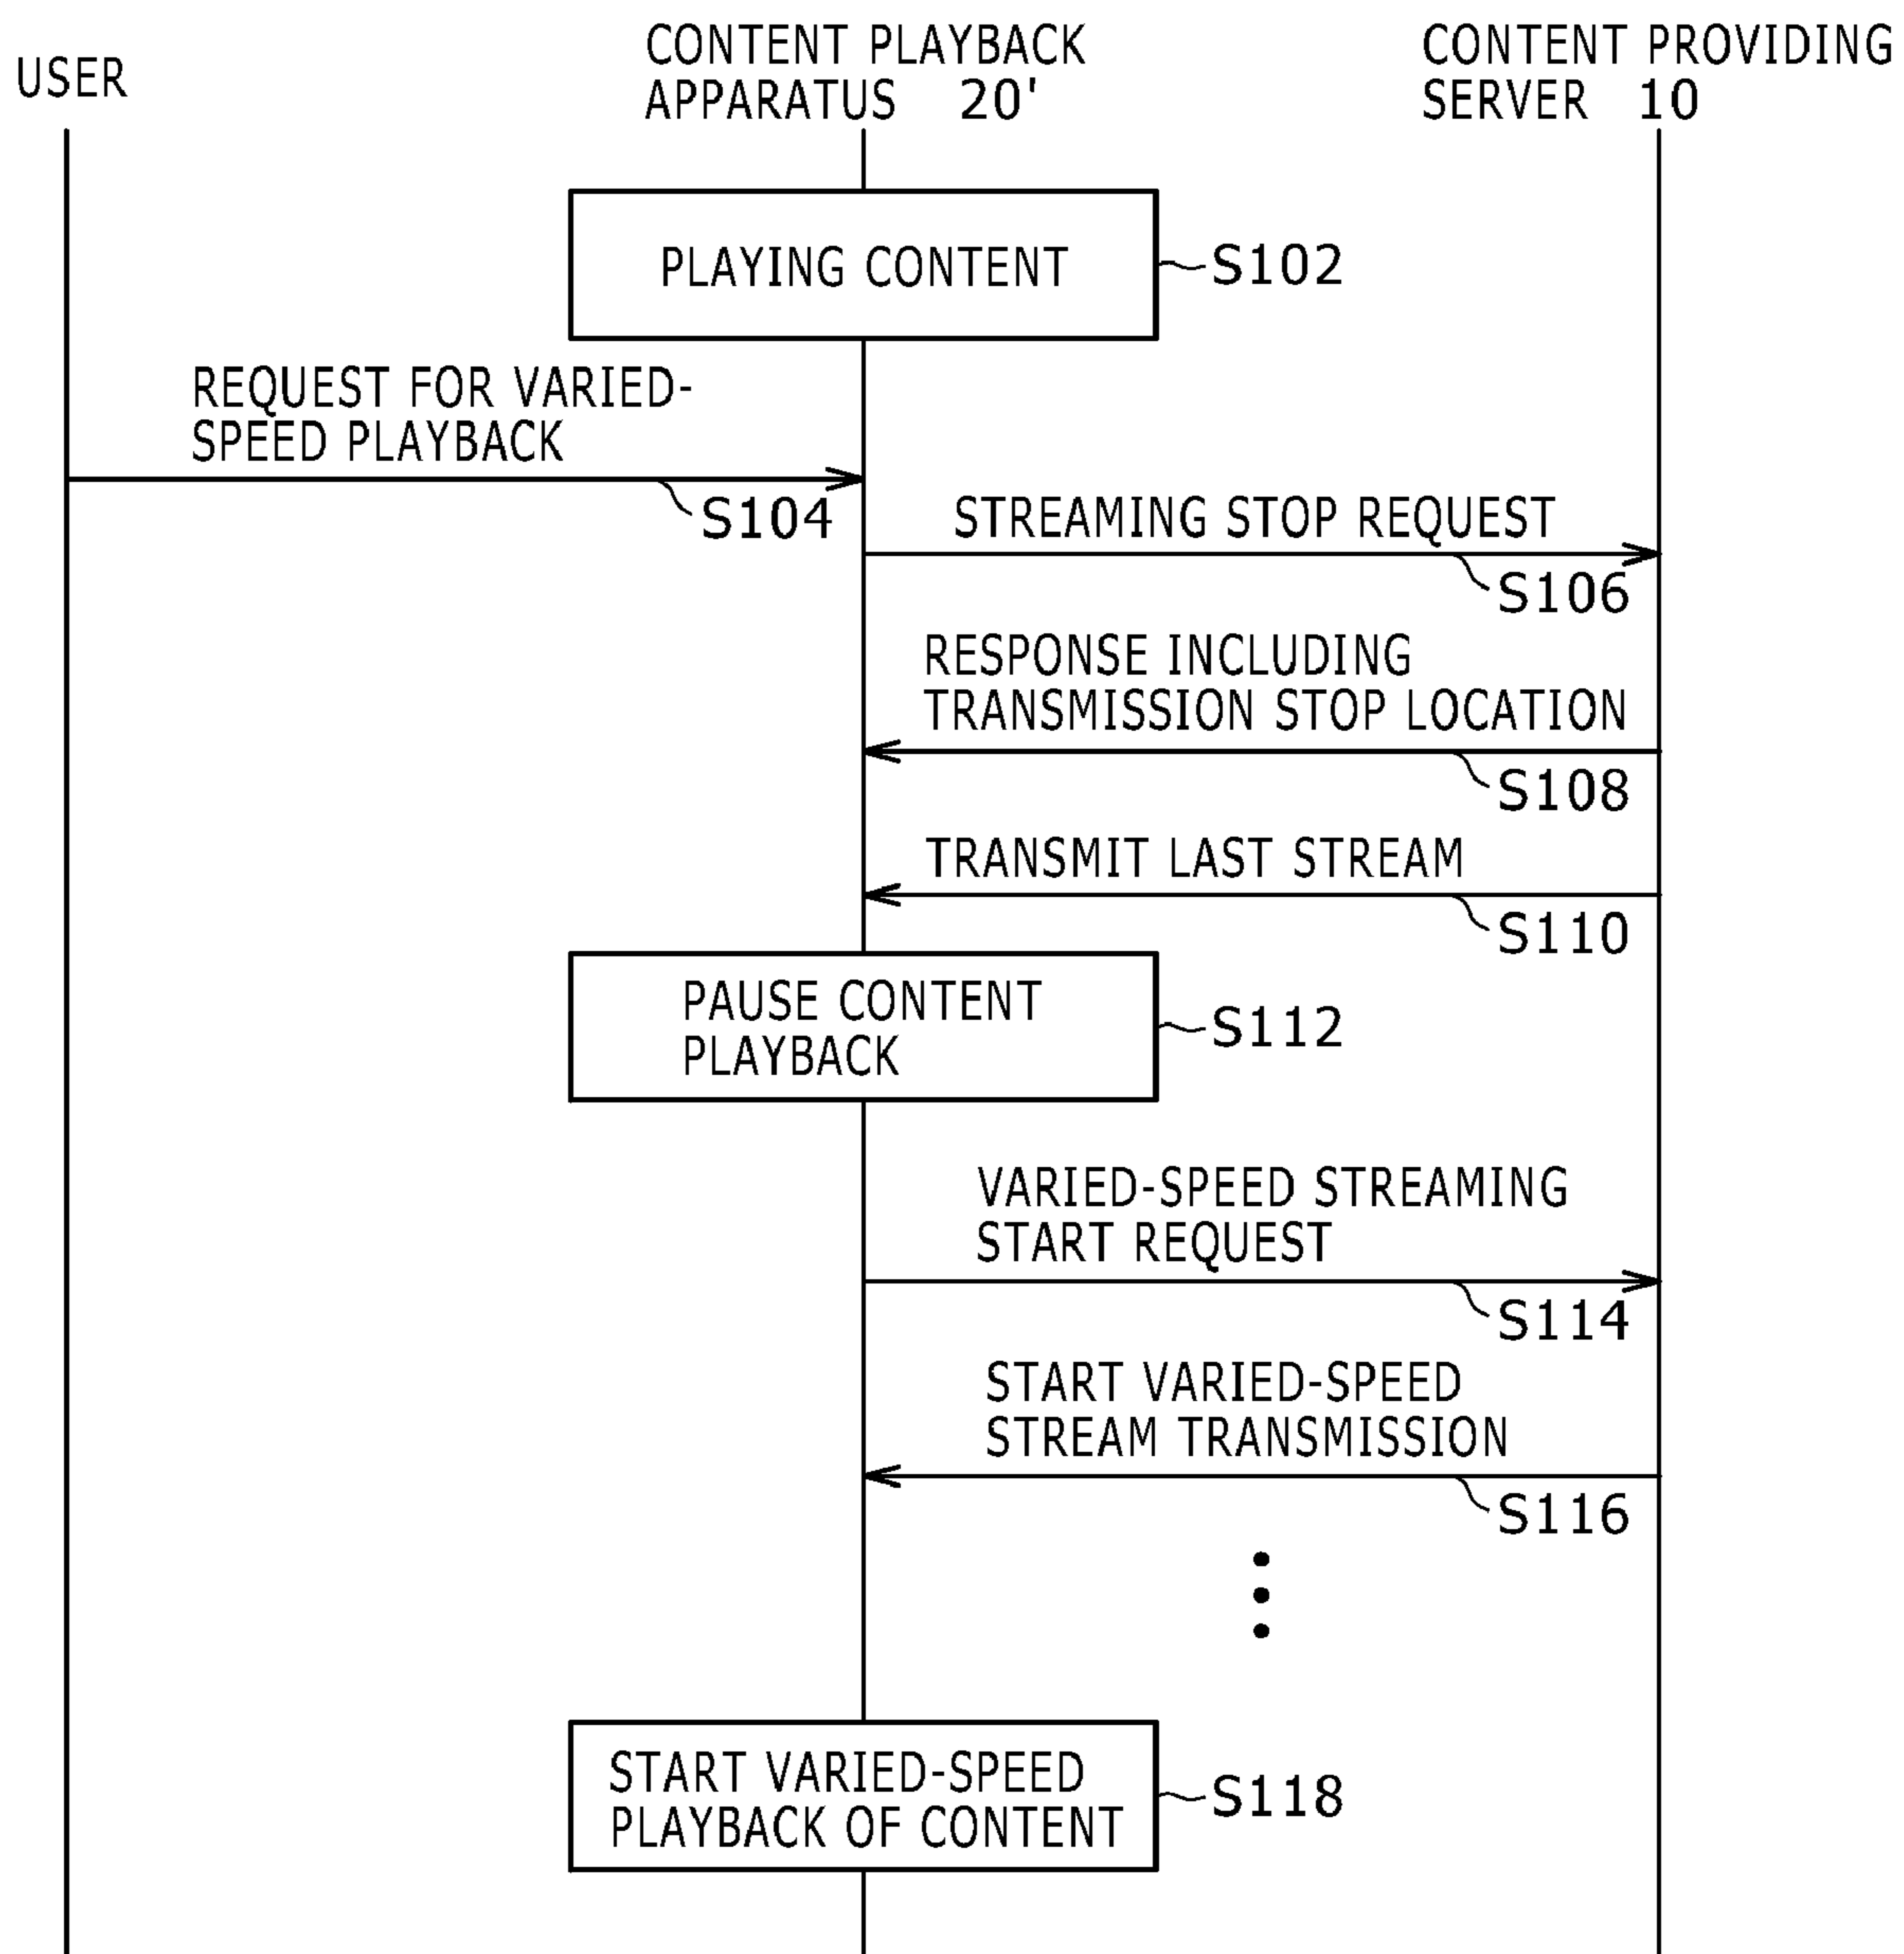 USER
CONTENT PLAYBACK
APPARATUS 20'
CONTENT PROVIDING
SERVER 10
PLAYING CONTENT
S102
REQUEST FOR VARIED-
SPEED PLAYBACK
S104
STREAMING STOP REQUEST
S106
RESPONSE INCLUDING
TRANSMISSION STOP LOCATION
S108
TRANSMIT LAST STREAM
S110
PAUSE CONTENT
PLAYBACK
S112
VARIED-SPEED STREAMING
START REQUEST
S114
START VARIED-SPEED
STREAM TRANSMISSION
S116
START VARIED-SPEED
PLAYBACK OF CONTENT
S118